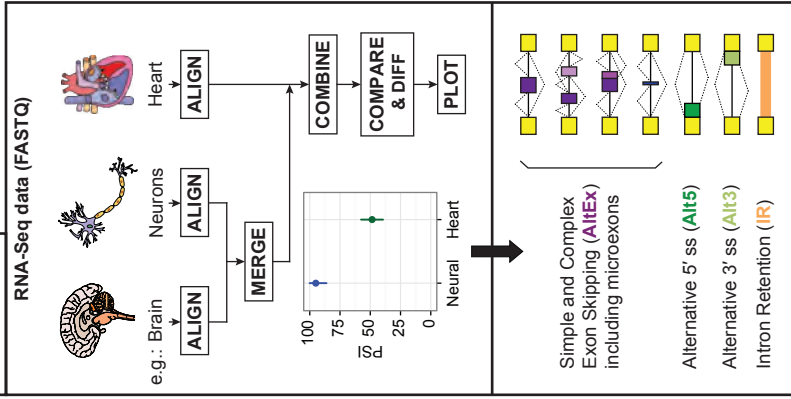 RNA-Seq data (FASTQ)
e.g.: Brain
Neurons
Heart
ALIGN
ALIGN
ALIGN
MERGE
COMBINE
COMPARE
& DIFF
PLOT
PSI
100
75
50
25
0
Neural
Heart
Simple and Complex
Exon Skipping (AltEx)
including microexons
Alternative 5′ ss (Alt5)
Alternative 3′ ss (Alt3)
Intron Retention (IR)